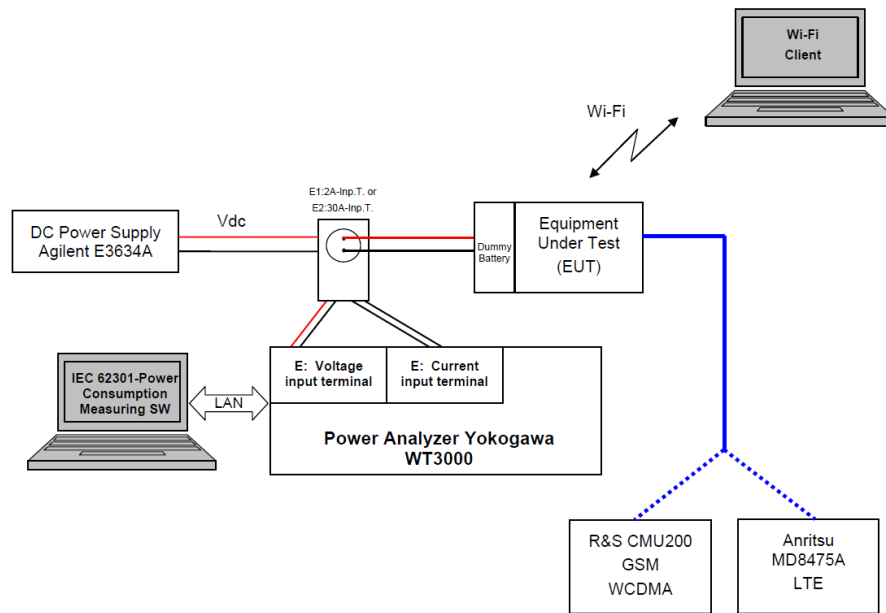 Wi-Fi
Client
Wi-Fi
E1:2A-Inp.T. or
E2:30A-Inp.T.
DC Power Supply
Agilent E3634A
Vdc
Dummy
Battery
Equipment
Under Test
(EUT)
IEC 62301-Power
Consumption
Measuring SW
LAN
E: Voltage
input terminal
E: Current
input terminal
Power Analyzer Yokogawa
WT3000
R&S CMU200
GSM
WCDMA
Anritsu
MD8475A
LTE